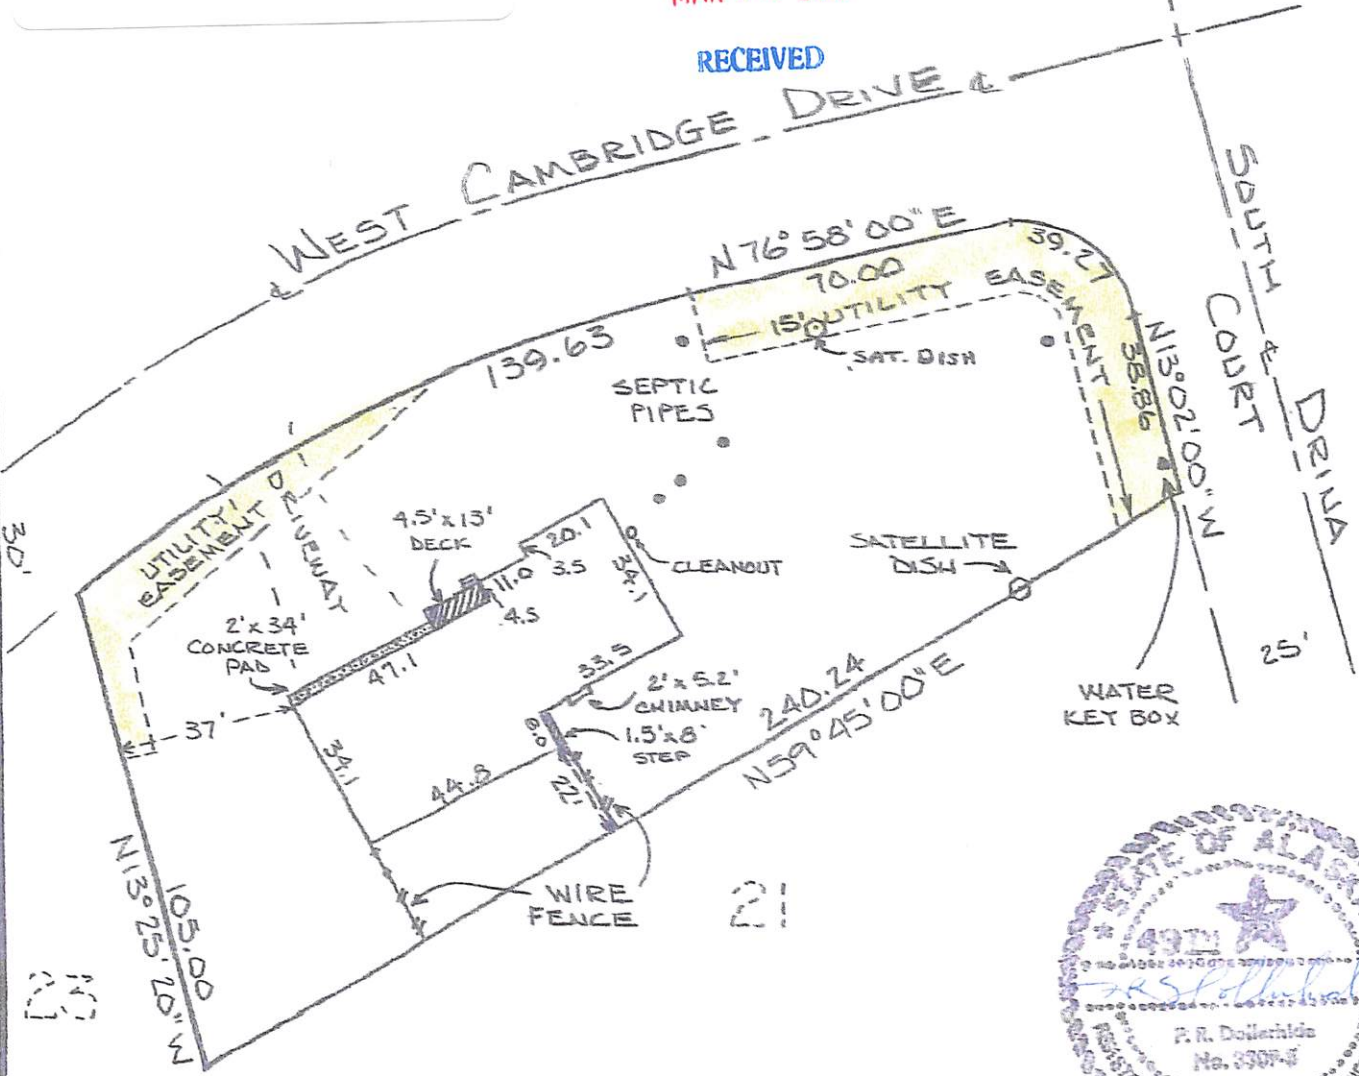 RECEIVED
WEST CAMBRIDGE DRIVE
SOUTH DRINA
COURT
N76°58'00"E
70.00
39.27
15' UTILITY EASEMENT
139.63
SAT. DISH
N13°02'00"W
38.86
SEPTIC
PIPES
30'
UTILITY
EASEMENT
DRIVEWAY
4.5'x13'
DECK
20.1
3.5
11.0
4.5
34.1
CLEANOUT
SATELLITE
DISH
2'x34'
CONCRETE
PAD
47.1
33.5
2'x5.2'
CHIMNEY
1.5'x8'
STEP
37'
34.1
44.8
22'
240.24
N59°45'00"E
WATER
KEY BOX
25'
WIRE
FENCE
21
N13°25'20"W
105.00
23
STATE OF ALASKA
49TH